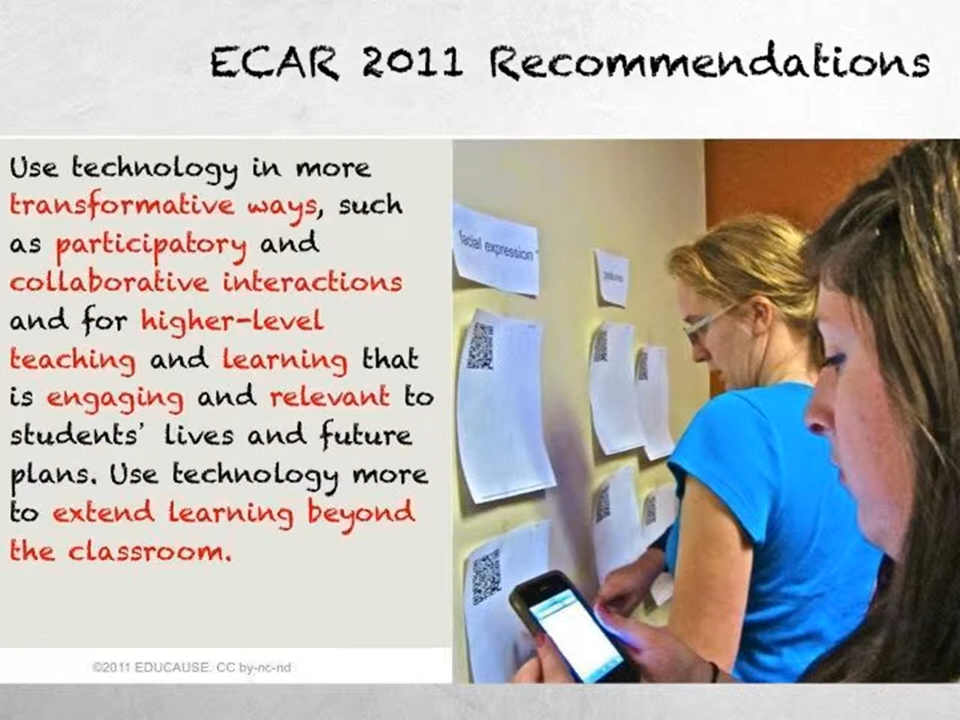 ECAR 2011 Recommendations
Use technology in more
transformative ways, such
as participatory and
collaborative interactions
and for higher-level
teaching and learning that
is engaging and relevant to
students' lives and future
plans. Use technology more
to extend learning beyond
the classroom.
©2011 EDUCAUSE. CC by-nc-nd
facial expression